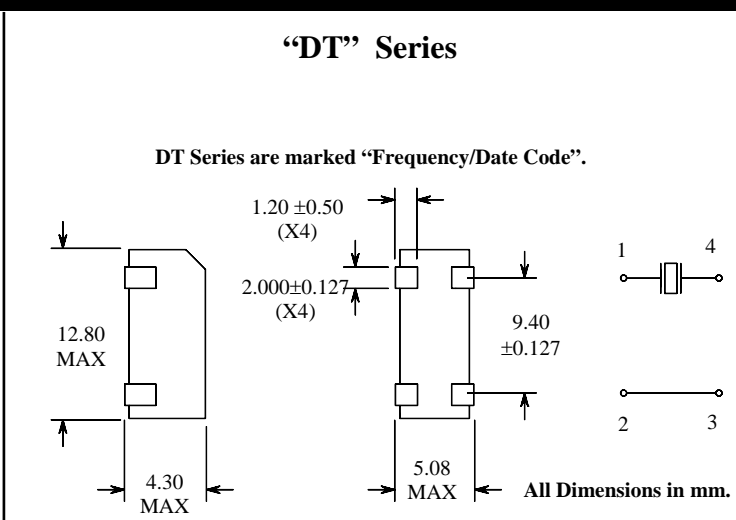 “DT” Series
DT Series are marked “Frequency/Date Code”.
1.20 ±0.50
(X4)
2.000±0.127
(X4)
12.80
MAX
9.40
±0.127
1
4
2
3
4.30
MAX
5.08
MAX
All Dimensions in mm.